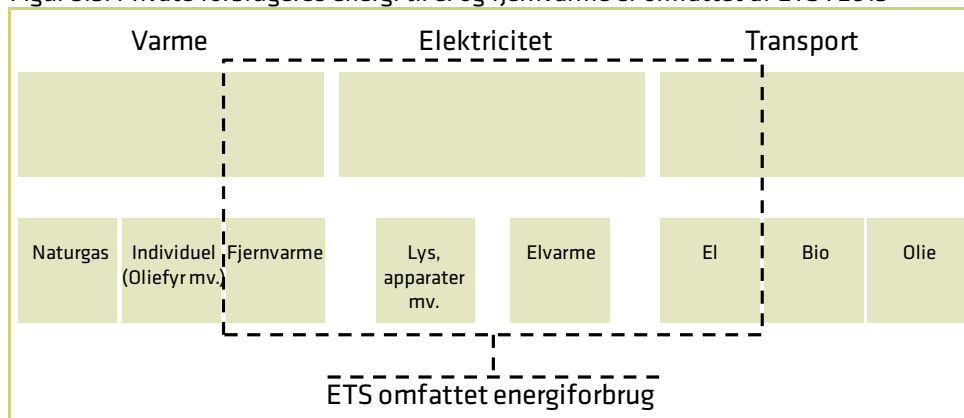 Varme Elektricitet Transport
Naturgas Individuel (Oliefyr mv.) Fjernvarme Lys, apparater mv. Elvarme El Bio Olie
ETS omfattet energiforbrug